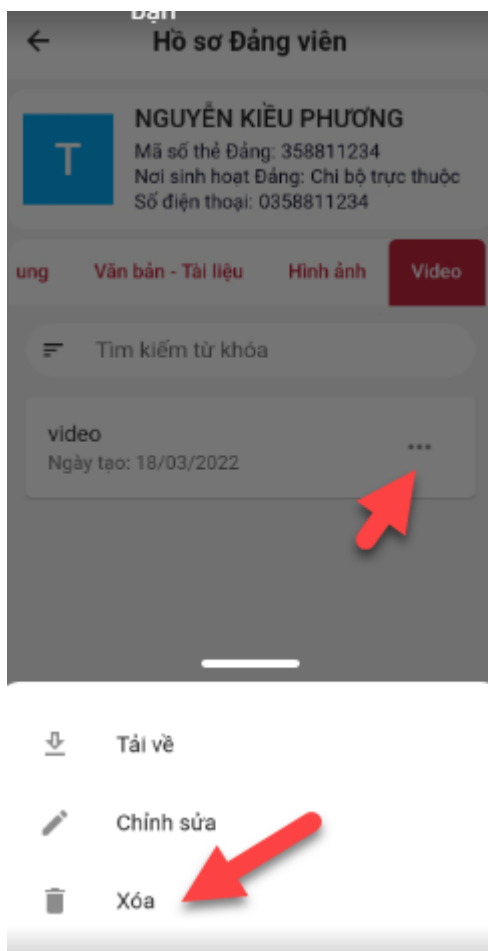 bạn
Hồ sơ Đảng viên
T
NGUYỄN KIỀU PHƯƠNG
Mã số thẻ Đảng: 358811234
Nơi sinh hoạt Đảng: Chi bộ trực thuộc
Số điện thoại: 0358811234
ung Văn bản - Tài liệu Hình ảnh Video
Tìm kiếm từ khóa
video
Ngày tạo: 18/03/2022
Tải về
Chỉnh sửa
Xóa